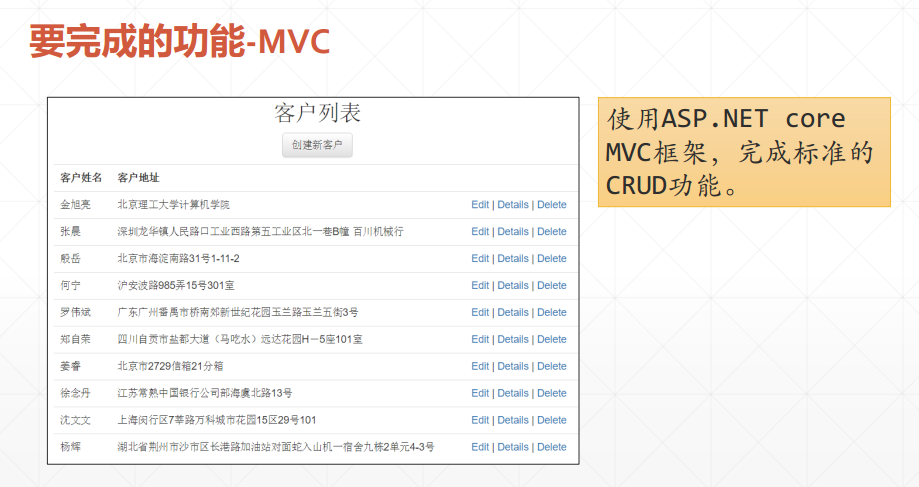 要完成的功能-MVC
客户列表
创建新客户
客户姓名 客户地址
金旭亮 北京理工大学计算机学院 Edit | Details | Delete
张晨 深圳龙华镇人民路口工业西路第五工业区北一巷B幢 百川机械行 Edit | Details | Delete
殷岳 北京市海淀南路31号1-11-2 Edit | Details | Delete
何宁 沪安波路985弄15号301室 Edit | Details | Delete
罗伟斌 广东广州番禺市桥南郊新世纪花园玉兰路玉兰五街3号 Edit | Details | Delete
郑自荣 四川自贡市盐都大道（马吃水）远达花园H－5座101室 Edit | Details | Delete
姜睿 北京市2729信箱21分箱 Edit | Details | Delete
徐念丹 江苏常熟中国银行公司部海虞北路13号 Edit | Details | Delete
沈文文 上海闵行区7莘路万科城市花园15区29号101 Edit | Details | Delete
杨辉 湖北省荆州市沙市区长港路加油站对面蛇入山机一宿舍九栋2单元4-3号 Edit | Details | Delete
使用ASP.NET core
MVC框架，完成标准的
CRUD功能。